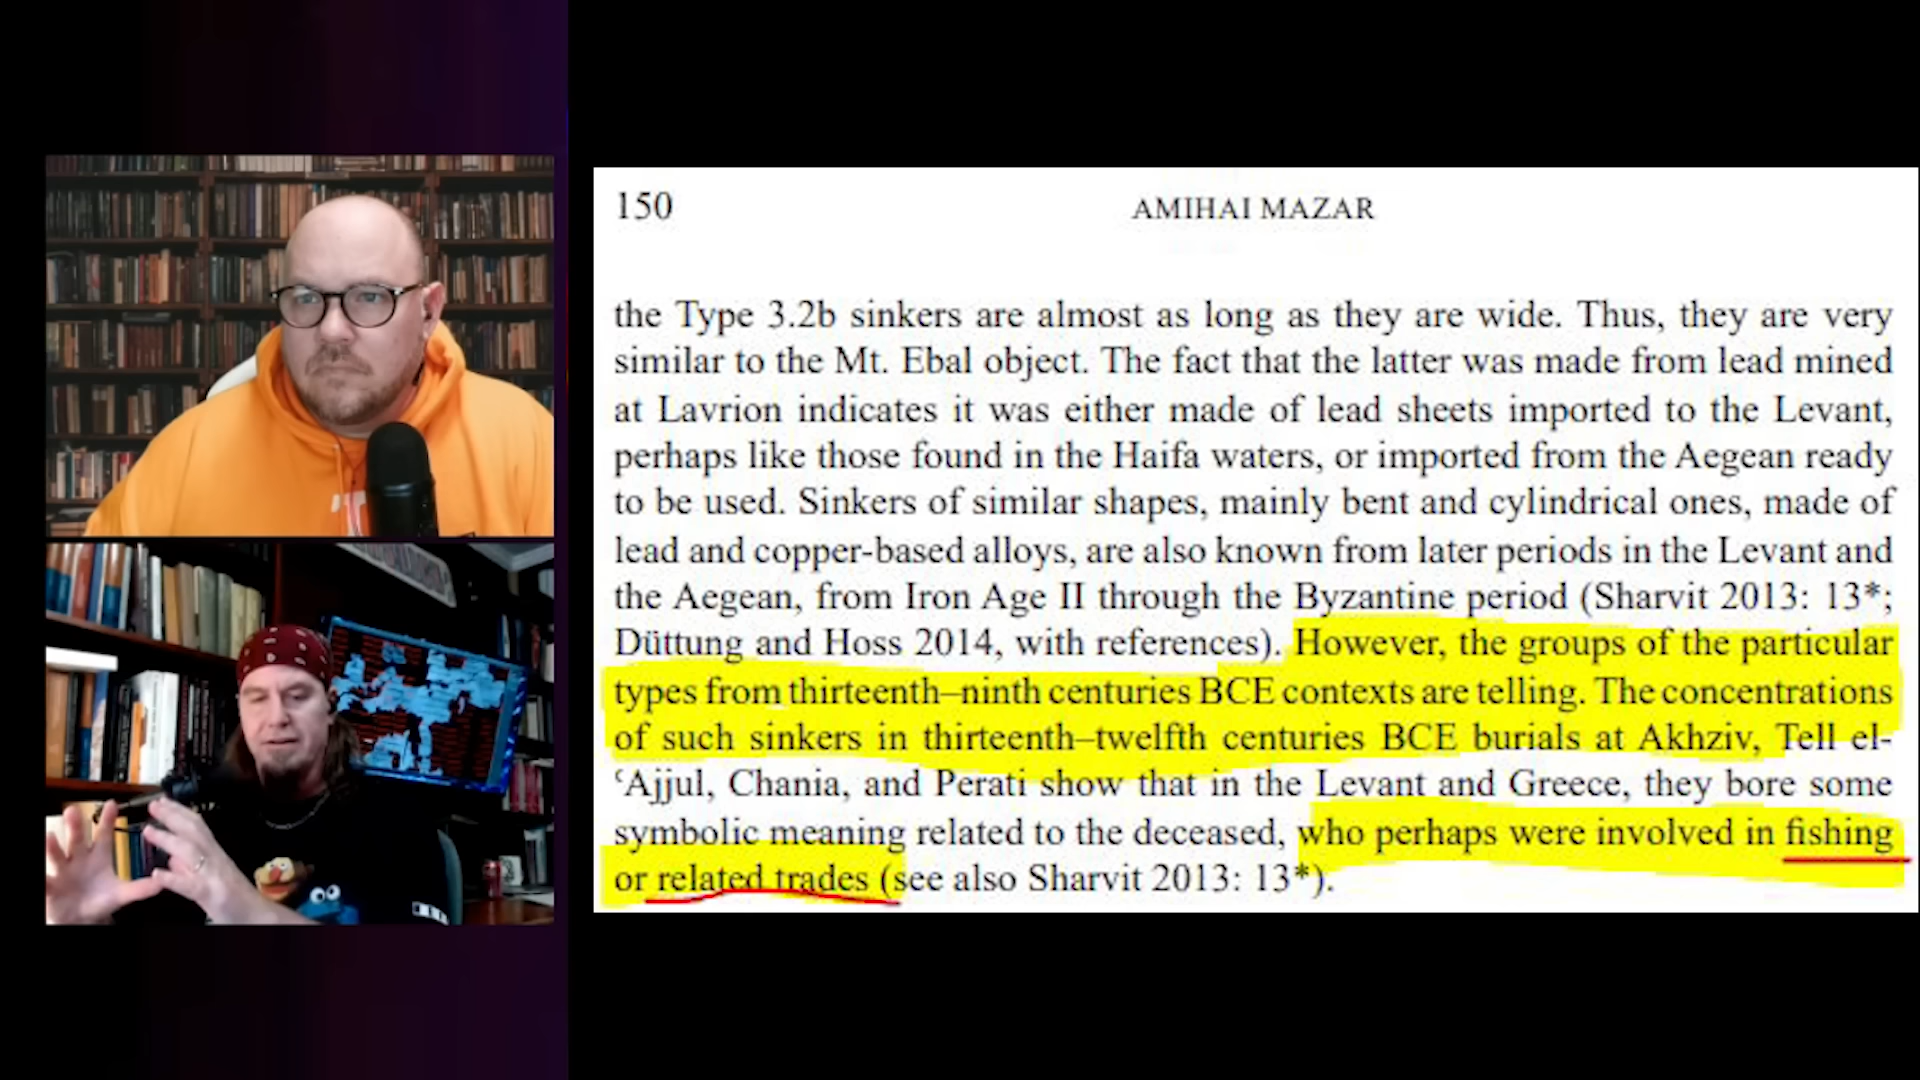 150
AMIHAI MAZAR
the Type 3.2b sinkers are almost as long as they are wide. Thus, they are very
similar to the Mt. Ebal object. The fact that the latter was made from lead mined
at Lavrion indicates it was either made of lead sheets imported to the Levant,
perhaps like those found in the Haifa waters, or imported from the Aegean ready
to be used. Sinkers of similar shapes, mainly bent and cylindrical ones, made of
lead and copper-based alloys, are also known from later periods in the Levant and
the Aegean, from Iron Age II through the Byzantine period (Sharvit 2013: 13*;
Düttung and Hoss 2014, with references). However, the groups of the particular
types from thirteenth–ninth centuries BCE contexts are telling. The concentrations
of such sinkers in thirteenth–twelfth centuries BCE burials at Akhziv, Tell el-
ʿAjjul, Chania, and Perati show that in the Levant and Greece, they bore some
symbolic meaning related to the deceased, who perhaps were involved in fishing
or related trades (see also Sharvit 2013: 13*).